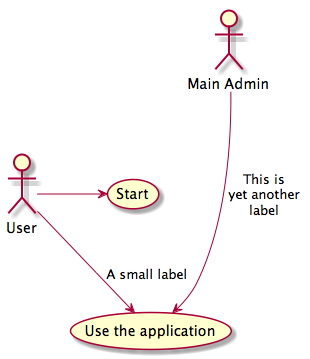 Main Admin
This is
yet another
label
Start
User
A small label
Use the application